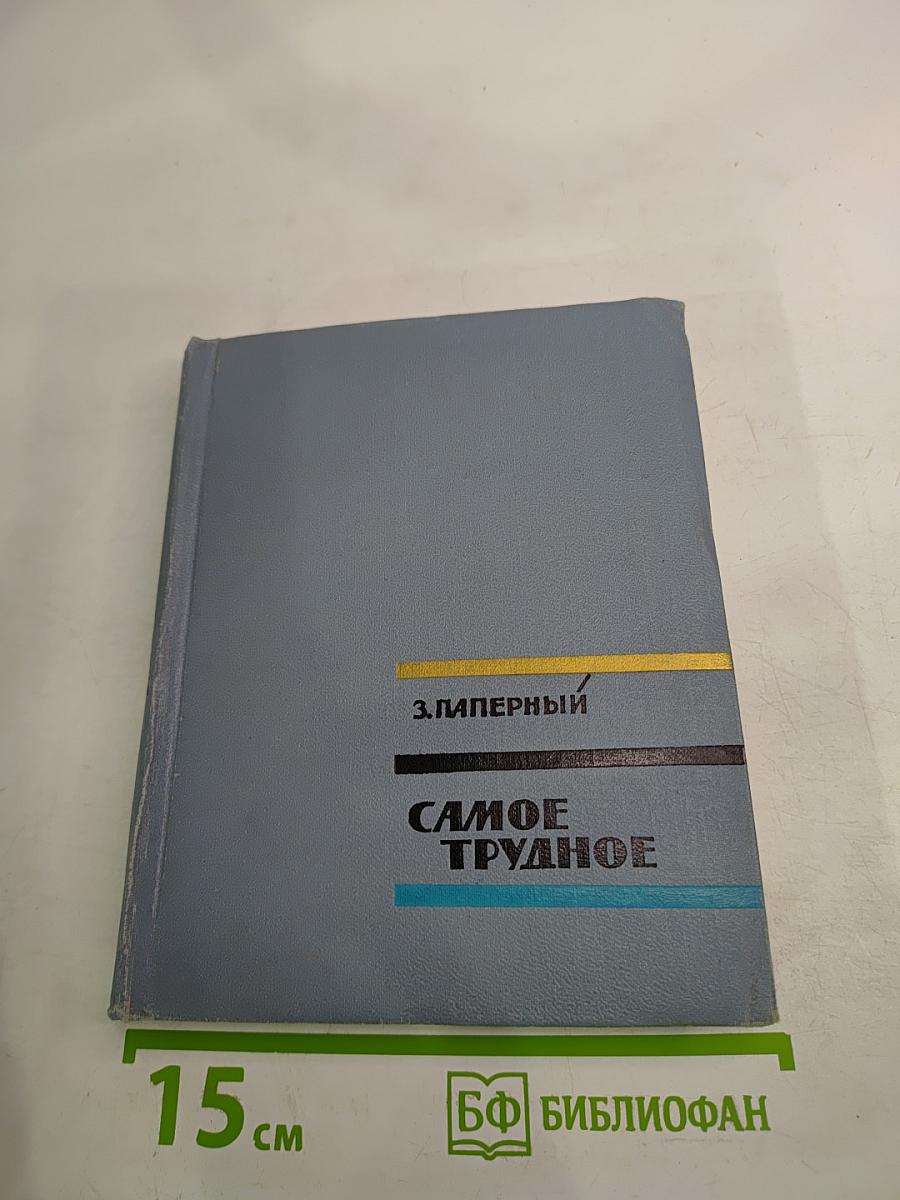 З.ПАПЕРНЫЙ
САМОЕ
ТРУДНОЕ
15 см
БФ БИБЛИОФАН